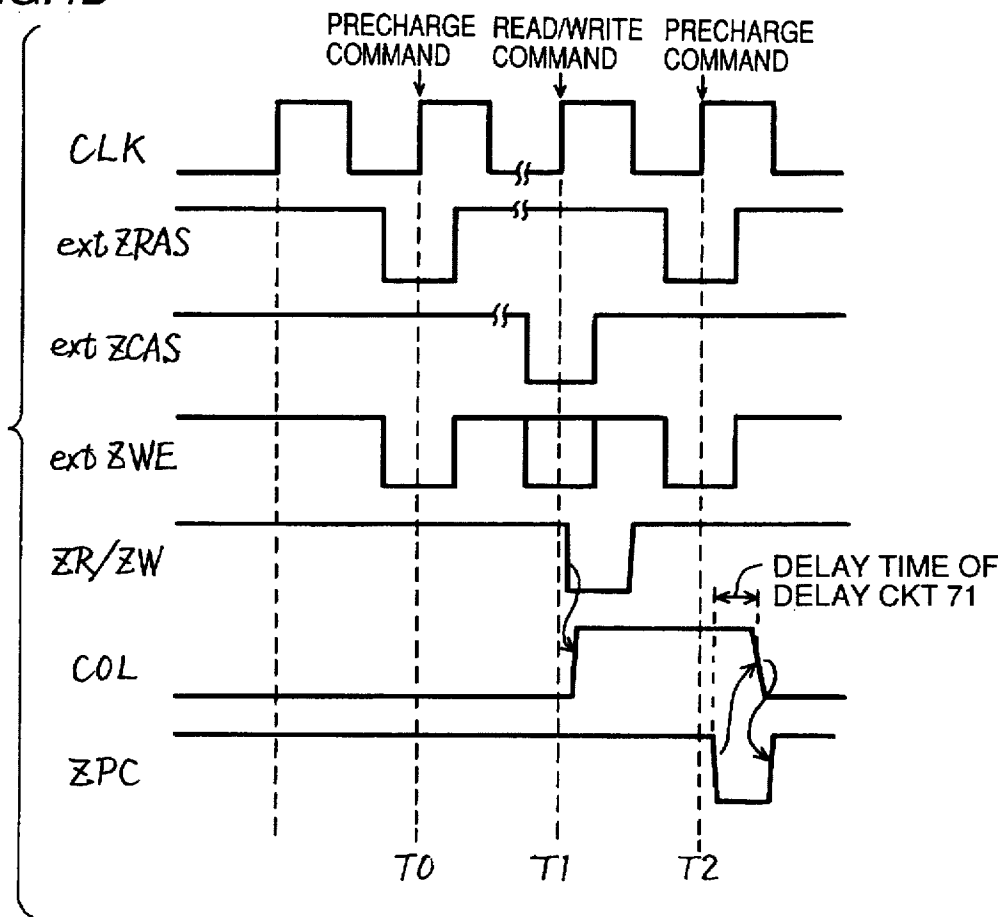 PRECHARGE COMMAND
READ/WRITE COMMAND
PRECHARGE COMMAND
CLK
ext ZRAS
ext ZCAS
ext ZWE
ZR/ZW
DELAY TIME OF
DELAY CKT 71
COL
ZPC
T0
T1
T2